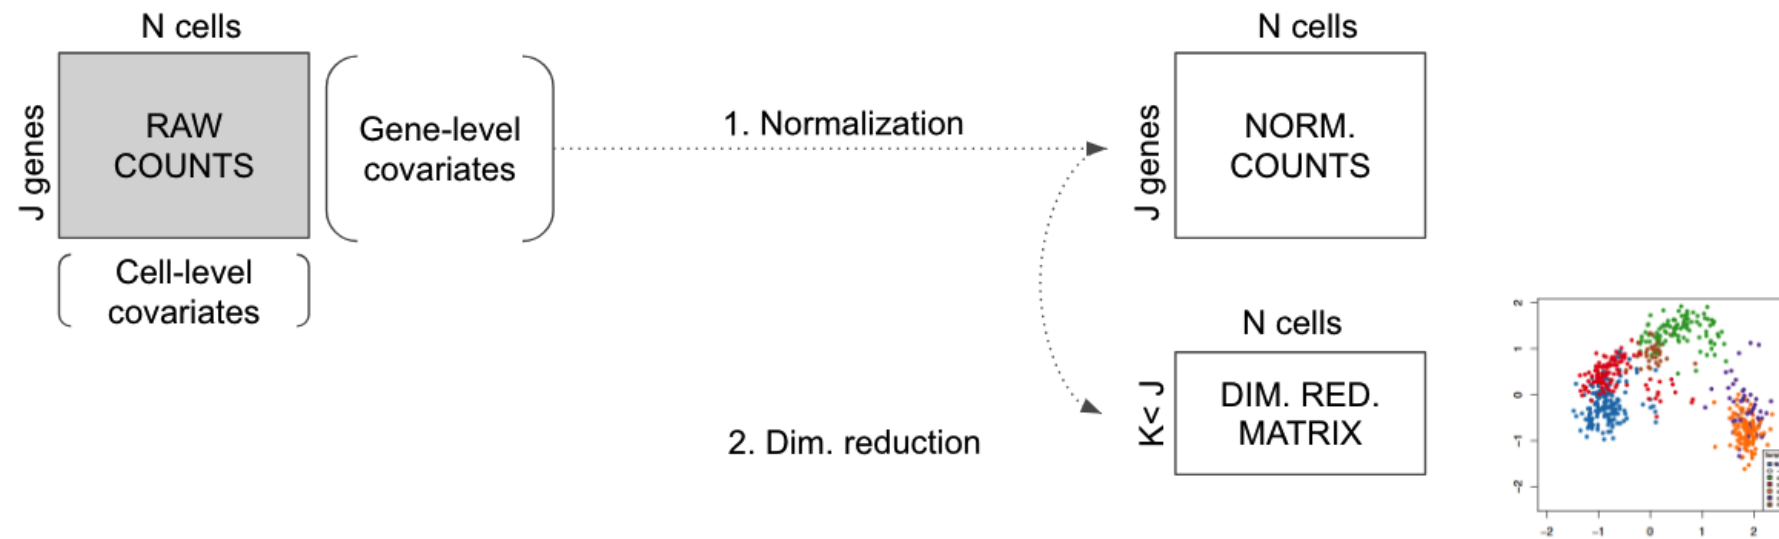 N cells
J genes
RAW
COUNTS
Gene-level
covariates
Cell-level
covariates
1. Normalization
N cells
J genes
NORM.
COUNTS
2. Dim. reduction
N cells
K< J
DIM. RED.
MATRIX
2
1
0
-1
-2
-2
-1
0
1
2